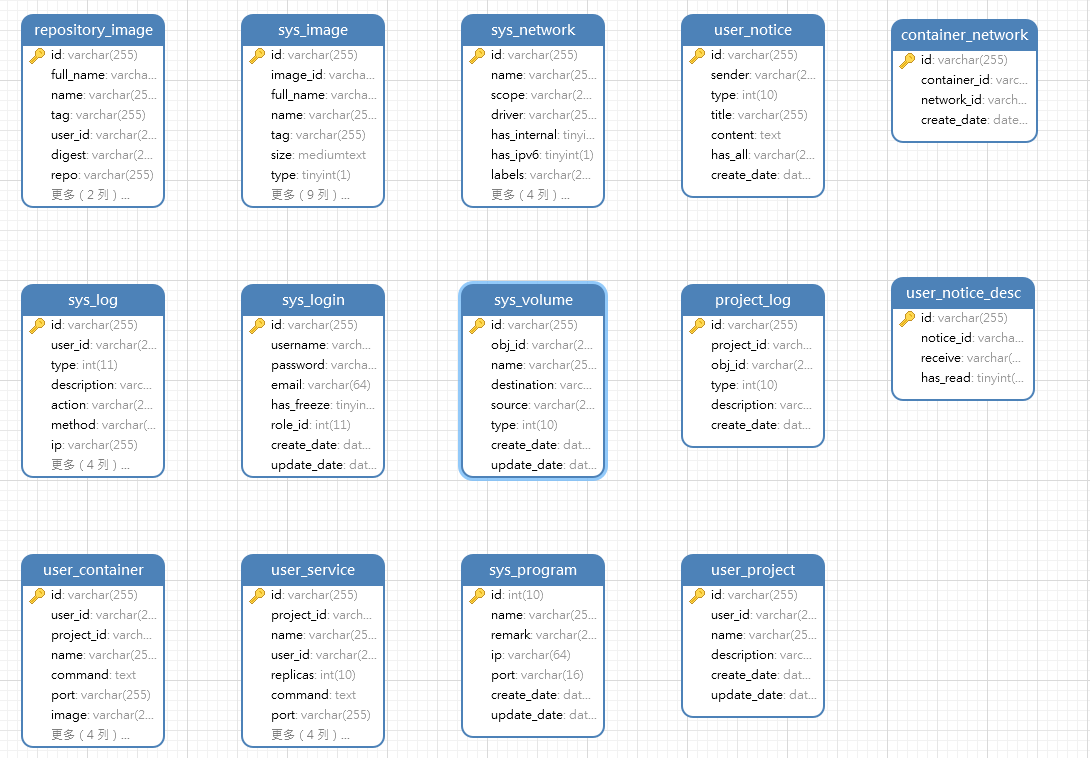 repository_image
id: varchar(255)
full_name: varcha...
name: varchar(25...
tag: varchar(255)
user_id: varchar(2...
digest: varchar(2...
repo: varchar(255)
更多 ( 2 列 ) ...
sys_image
id: varchar(255)
image_id: varcha...
full_name: varcha...
name: varchar(25...
tag: varchar(255)
size: mediumtext
type: tinyint(1)
更多 ( 9 列 ) ...
sys_network
id: varchar(255)
name: varchar(25...
scope: varchar(2...
driver: varchar(25...
has_internal: tinyi...
has_ipv6: tinyint(1)
labels: varchar(2...
更多 ( 4 列 ) ...
user_notice
id: varchar(255)
sender: varchar(2...
type: int(10)
title: varchar(255)
content: text
has_all: varchar(2...
create_date: dat...
container_network
id: varchar(255)
container_id: varc...
network_id: varch...
create_date: date...
sys_log
id: varchar(255)
user_id: varchar(2...
type: int(11)
description: varc...
action: varchar(2...
method: varchar(...
ip: varchar(255)
更多 ( 4 列 ) ...
sys_login
id: varchar(255)
username: varch...
password: varcha...
email: varchar(64)
has_freeze: tinyin...
role_id: int(11)
create_date: dat...
update_date: dat...
sys_volume
id: varchar(255)
obj_id: varchar(2...
name: varchar(25...
destination: varc...
source: varchar(2...
type: int(10)
create_date: dat...
update_date: dat...
project_log
id: varchar(255)
project_id: varch...
obj_id: varchar(2...
type: int(10)
description: varc...
create_date: dat...
user_notice_desc
id: varchar(255)
notice_id: varcha...
receive: varchar(...
has_read: tinyint(...
user_container
id: varchar(255)
user_id: varchar(2...
project_id: varch...
name: varchar(25...
command: text
port: varchar(255)
image: varchar(2...
更多 ( 4 列 ) ...
user_service
id: varchar(255)
project_id: varch...
name: varchar(25...
user_id: varchar(2...
replicas: int(10)
command: text
port: varchar(255)
更多 ( 4 列 ) ...
sys_program
id: int(10)
name: varchar(25...
remark: varchar(2...
ip: varchar(64)
port: varchar(16)
create_date: dat...
update_date: dat...
user_project
id: varchar(255)
user_id: varchar(2...
name: varchar(25...
description: varc...
create_date: dat...
update_date: dat...